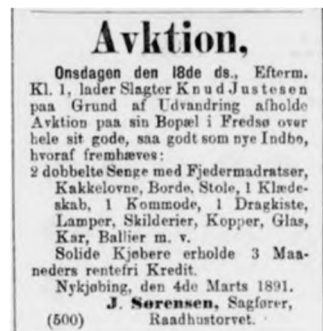 Avktion,
Onsdagen den 18de ds., Efterm.
Kl. 1, lader Slagter Knud Justesen
paa Grund af Udvandring afholde
Avktion paa sin Bopæl i Fredsø over
hele sit gode, saa godt som nye Indbo,
hvoraf fremhæves:
2 dobbelte Senge med Fjedermadratser,
Kakkelovne, Borde, Stole, 1 Klæde-
skab, 1 Kommode, 1 Dragkiste,
Lamper, Skilderier, Kopper, Glas,
Kar, Ballier m. v.
Solide Kjøbere erholde 3 Maa-
neders rentefri Kredit.
Nykjøbing, den 4de Marts 1891.
J. Sørensen, Sagfører,
(500) Raadhustorvet.